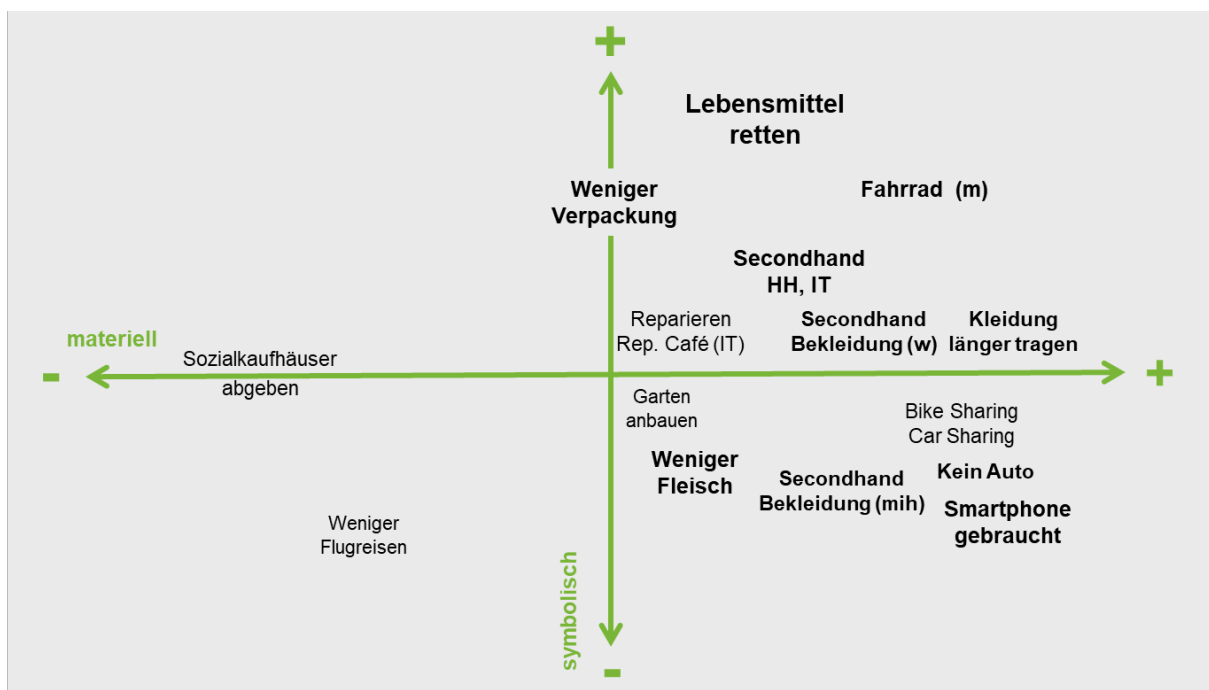 +
Lebensmittel
retten
Weniger
Verpackung
Fahrrad (m)
Secondhand
HH, IT
Reparieren
Rep. Café (IT)
Secondhand
Bekleidung (w)
Kleidung
länger tragen
materiell
Sozialkaufhäuser
abgeben
-
+
Garten
anbauen
Bike Sharing
Car Sharing
Weniger
Fleisch
Secondhand
Bekleidung (mih)
Kein Auto
Smartphone
gebraucht
Weniger
Flugreisen
symbolisch
-